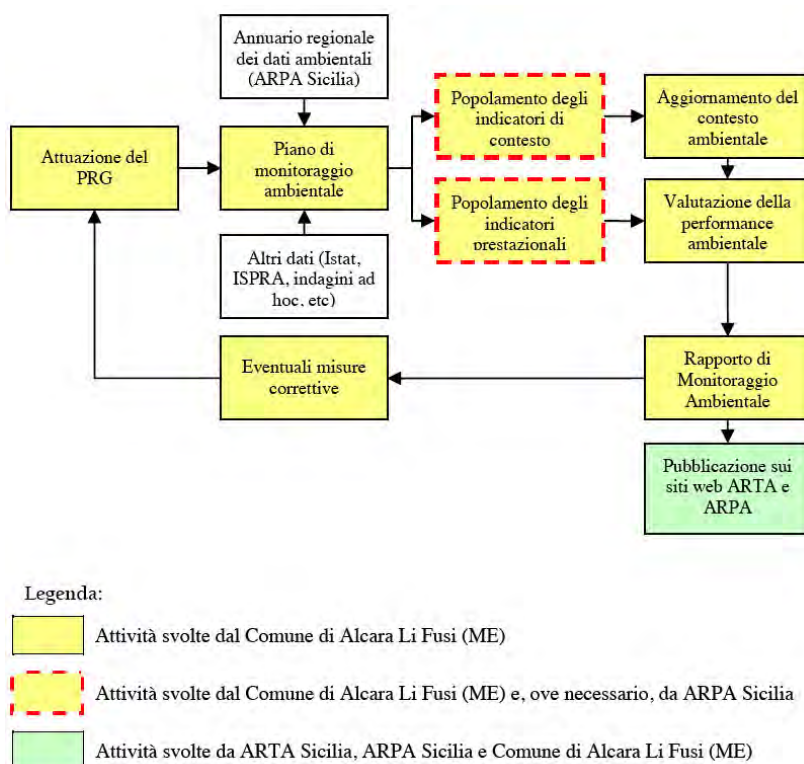 Annuario regionale
dei dati ambientali
(ARPA Sicilia)
Attuazione del
PRG
Piano di
monitoraggio
ambientale
Popolamento degli
indicatori di
contesto
Aggiornamento del
contesto
ambientale
Popolamento degli
indicatori
prestazionali
Valutazione della
performance
ambientale
Altri dati (Istat,
ISPRA, indagini ad
hoc, etc)
Eventuali misure
correttive
Rapporto di
Monitoraggio
Ambientale
Pubblicazione sui
siti web ARTA e
ARPA
Legenda:
Attività svolte dal Comune di Alcara Li Fusi (ME)
Attività svolte dal Comune di Alcara Li Fusi (ME) e, ove necessario, da ARPA Sicilia
Attività svolte da ARTA Sicilia, ARPA Sicilia e Comune di Alcara Li Fusi (ME)